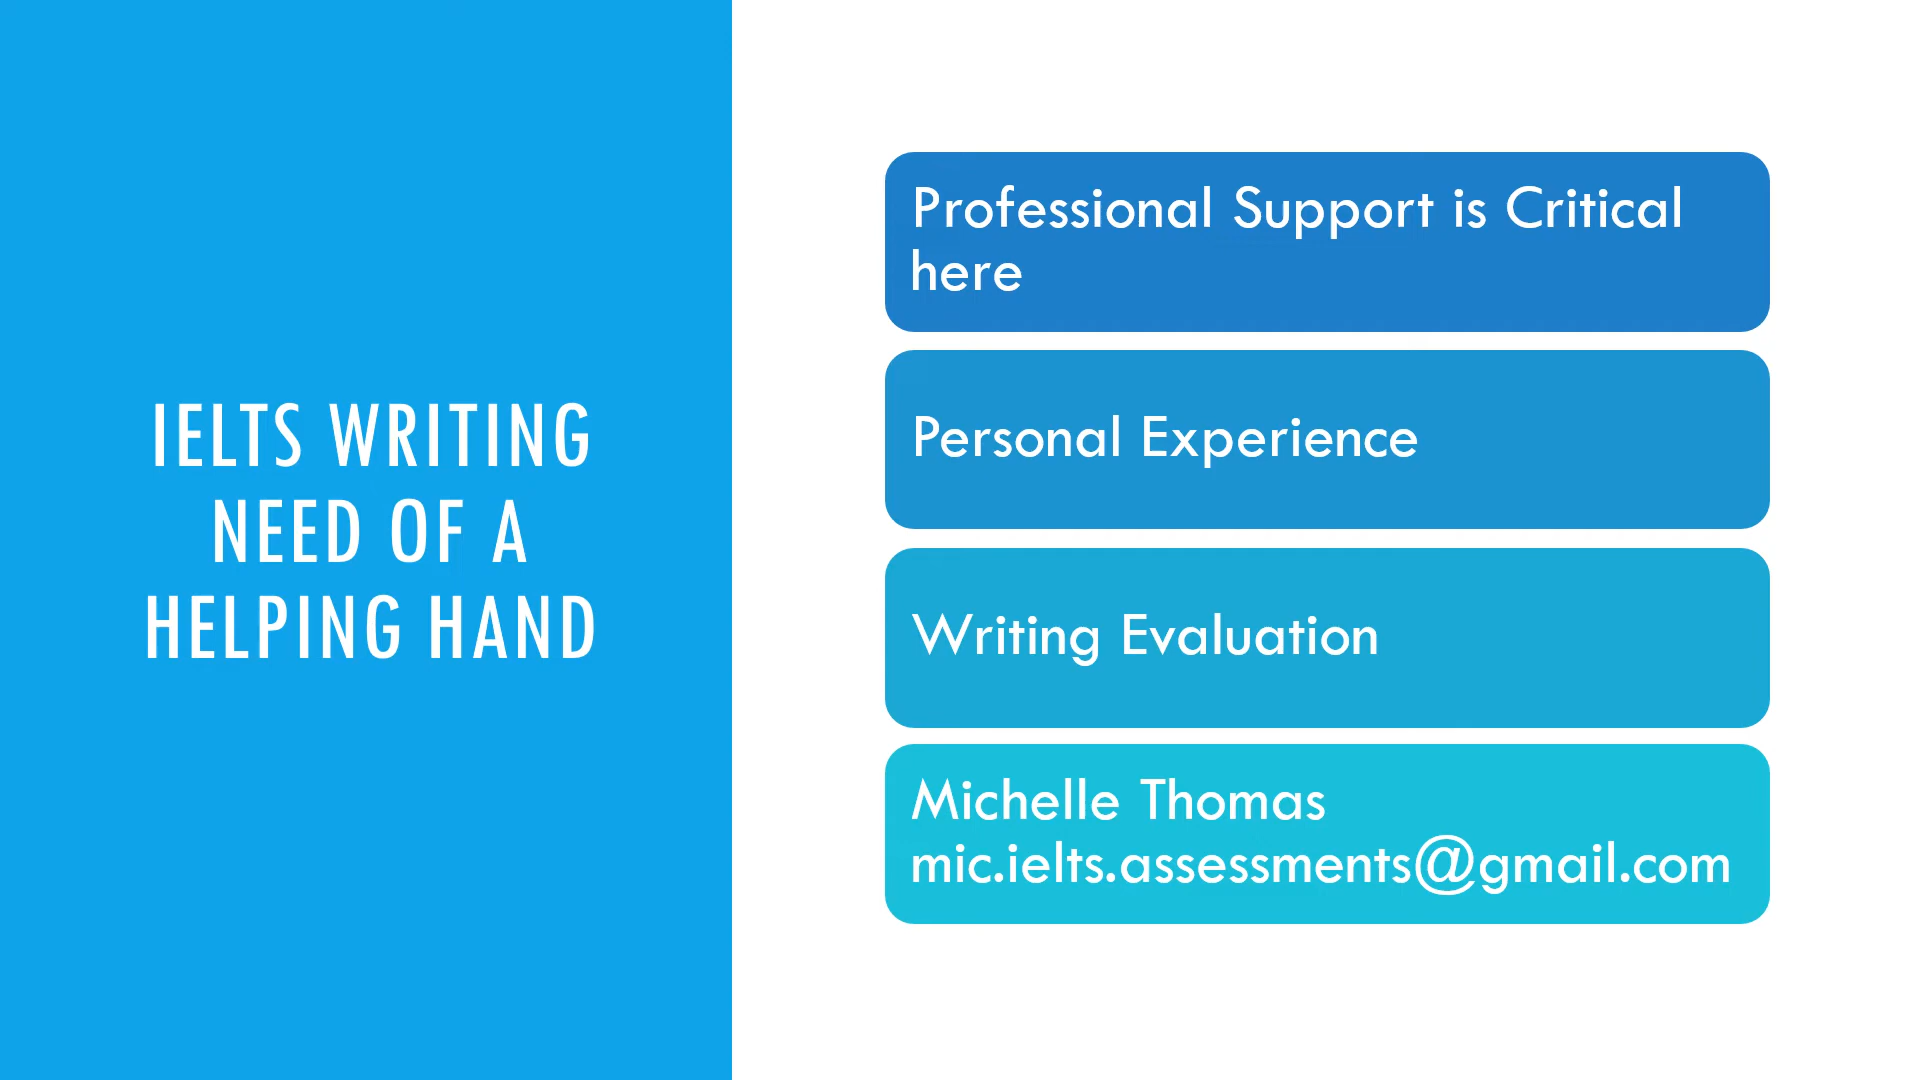 IELTS WRITING
NEED OF A
HELPING HAND
Professional Support is Critical
here
Personal Experience
Writing Evaluation
Michelle Thomas
mic.ielts.assessments@gmail.com